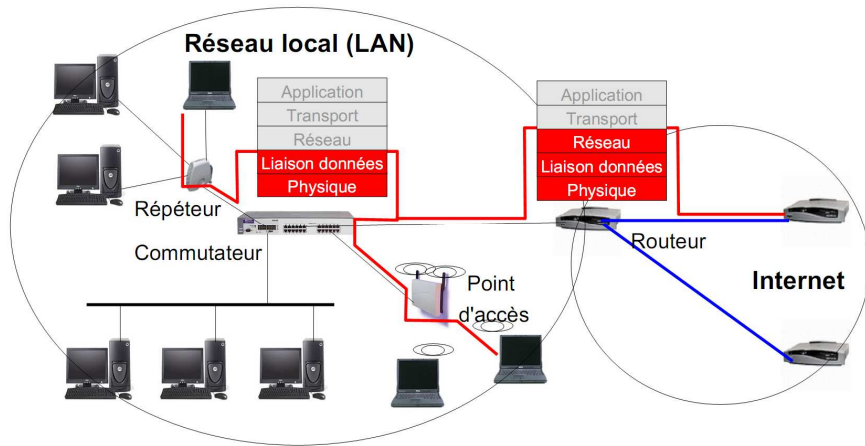 Réseau local (LAN)
Application
Transport
Réseau
Liaison données
Physique
Application
Transport
Réseau
Liaison données
Physique
Répéteur
Commutateur
Routeur
Point
d'accès
Internet